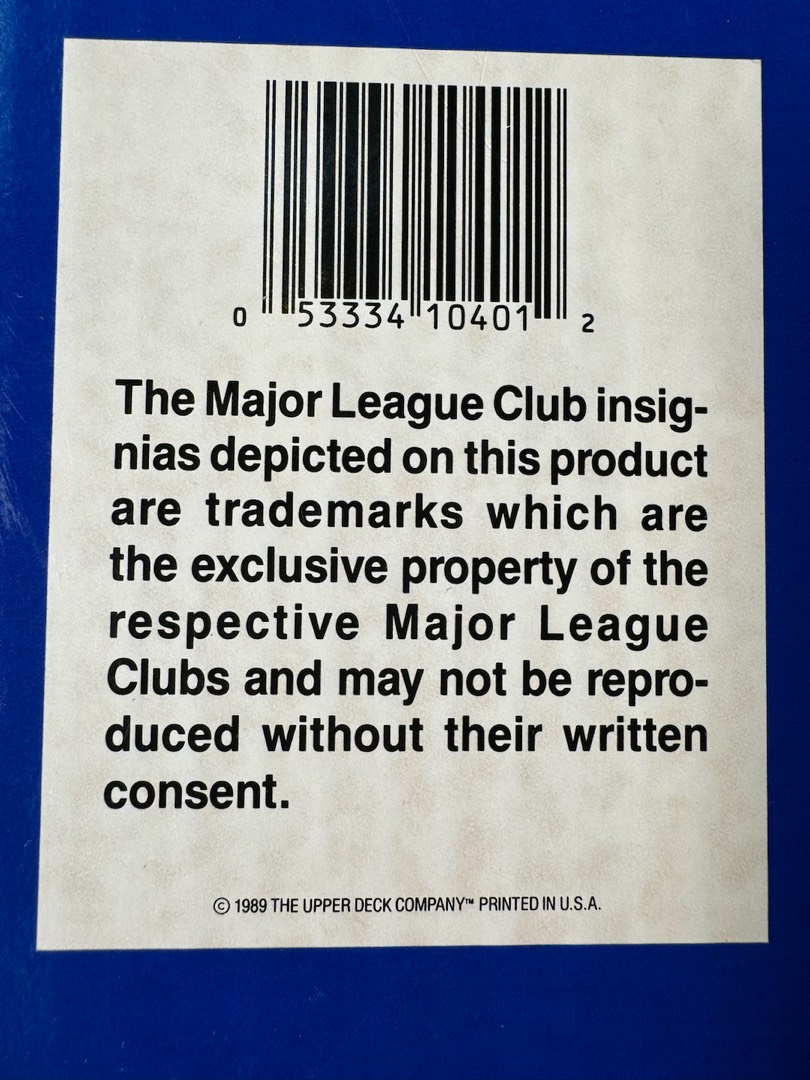 0 53334 10401 2
The Major League Club insig-
nias depicted on this product
are trademarks which are
the exclusive property of the
respective Major League
Clubs and may not be repro-
duced without their written
consent.
© 1989 THE UPPER DECK COMPANY™ PRINTED IN U.S.A.